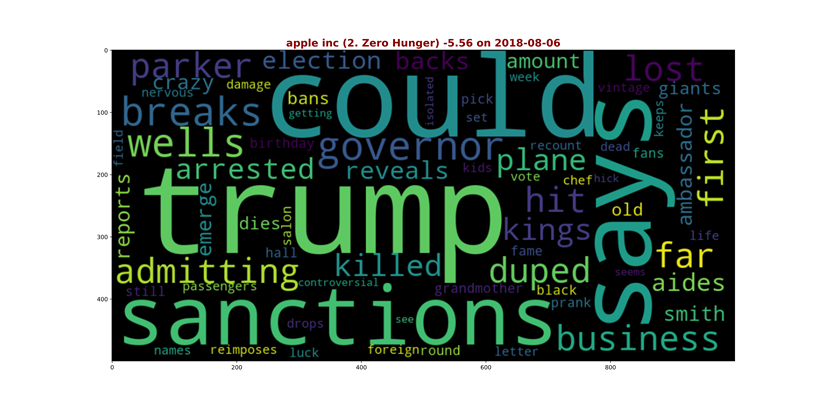 apple inc (2. Zero Hunger) -5.56 on 2018-08-06
0
100
200
300
400
0 200 400 600 800
parker election backs amount lost
crazy damage could week vintage giants
nervous bans isolated pick keeps
breaks getting set says ambassador first
field wells birthday governor recount dead fans
arrested reveals kids plane vote chef hick
trump hit old
reports emerge dies salon kings life
hall fame far
admitting killed duped seems aides
passengers controversial grandmother black
still sanctions prank smith
drops see business
names reimposes luck foreign round letter